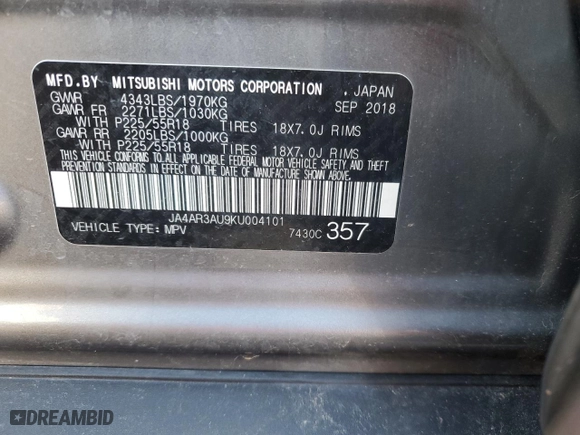 MFD.BY MITSUBISHI MOTORS CORPORATION , JAPAN
GVWR 4343LBS/1970KG SEP 2018
GAWR FR 2271LBS/1030KG
WITH P225/55R18 TIRES 18X7.0J RIMS
GAWR RR 2205LBS/1000KG
WITH P225/55R18 TIRES 18X7.0J RIMS
THIS VEHICLE CONFORMS TO ALL APPLICABLE FEDERAL MOTOR VEHICLE SAFETY AND THEFT
PREVENTION STANDARDS IN EFFECT ON THE DATE OF MANUFACTURE SHOWN ABOVE.
JA4AR3AU9KU004101
VEHICLE TYPE:MPV 7430C 357
DREAMBID